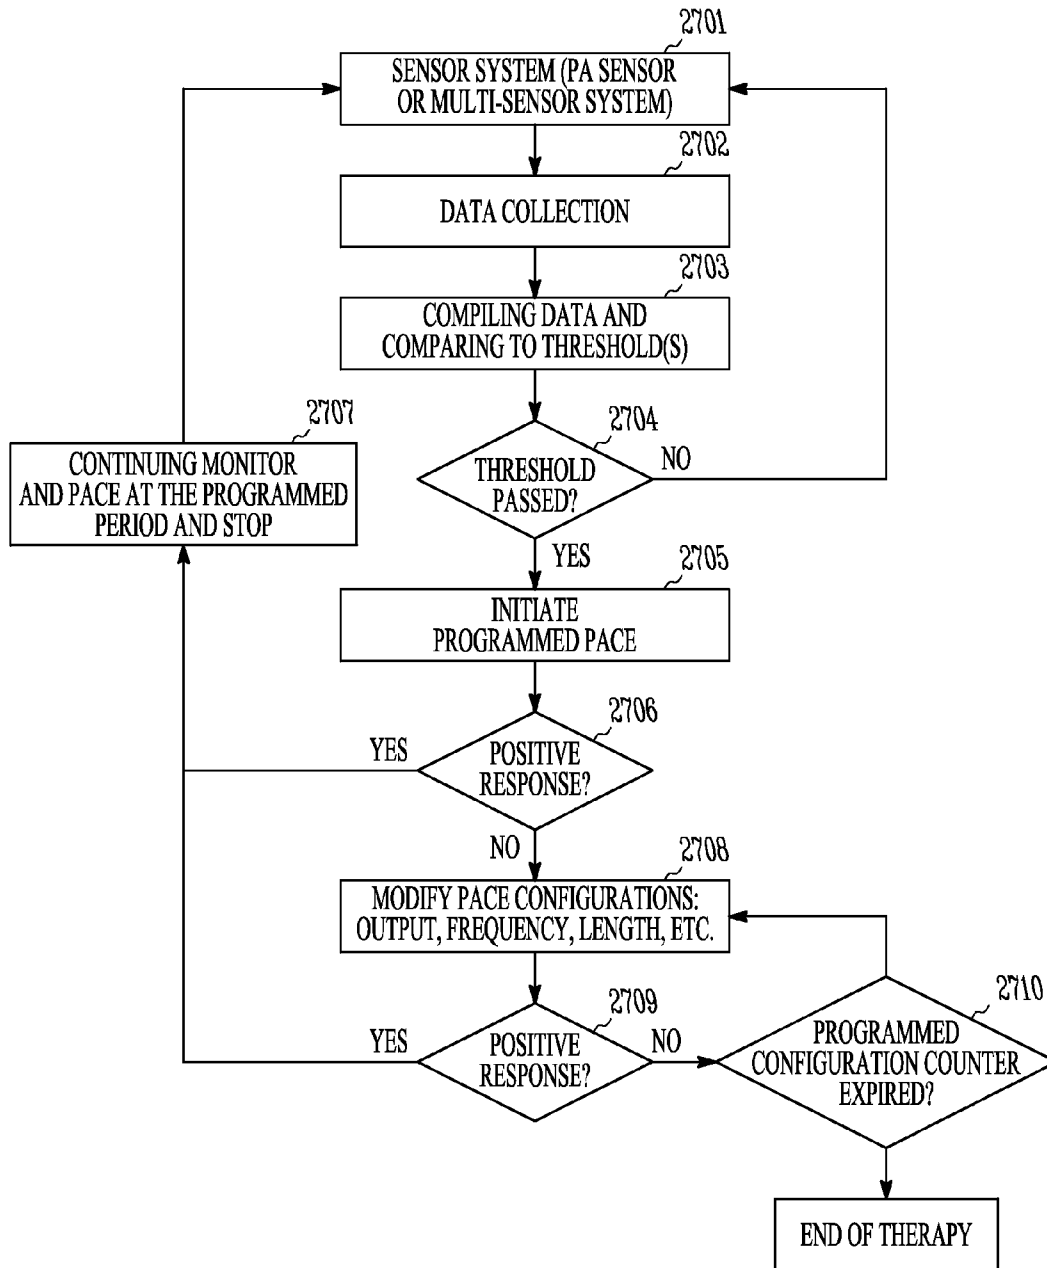 2701
SENSOR SYSTEM (PA SENSOR
OR MULTI-SENSOR SYSTEM)
2702
DATA COLLECTION
2703
COMPILING DATA AND
COMPARING TO THRESHOLD(S)
2704
THRESHOLD
PASSED?
NO
YES
2707
CONTINUING MONITOR
AND PACE AT THE PROGRAMMED
PERIOD AND STOP
2705
INITIATE
PROGRAMMED PACE
2706
POSITIVE
RESPONSE?
YES
NO
2708
MODIFY PACE CONFIGURATIONS:
OUTPUT, FREQUENCY, LENGTH, ETC.
2709
POSITIVE
RESPONSE?
YES
NO
2710
PROGRAMMED
CONFIGURATION COUNTER
EXPIRED?
END OF THERAPY